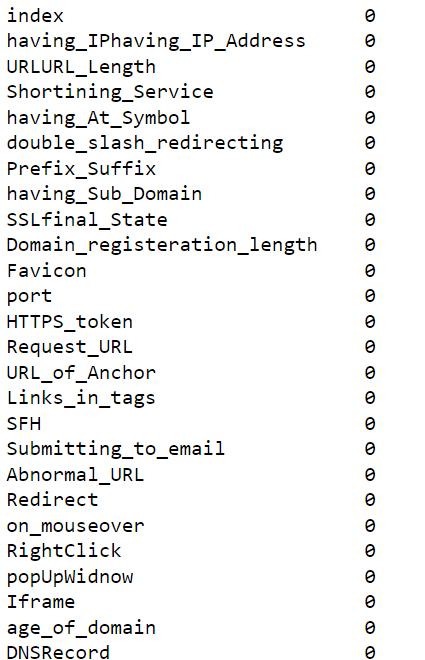 index 0
having_IPhaving_IP_Address 0
URLURL_Length 0
Shortining_Service 0
having_At_Symbol 0
double_slash_redirecting 0
Prefix_Suffix 0
having_Sub_Domain 0
SSLfinal_State 0
Domain_registeration_length 0
Favicon 0
port 0
HTTPS_token 0
Request_URL 0
URL_of_Anchor 0
Links_in_tags 0
SFH 0
Submitting_to_email 0
Abnormal_URL 0
Redirect 0
on_mouseover 0
RightClick 0
popUpWidnow 0
Iframe 0
age_of_domain 0
DNSRecord 0